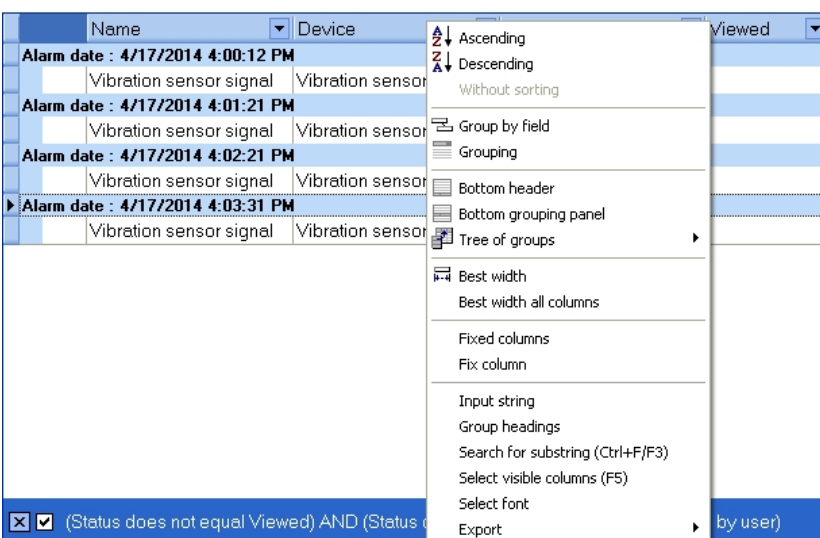 Name Device Viewed
Alarm date : 4/17/2014 4:00:12 PM
Vibration sensor signal Vibration sensor
Alarm date : 4/17/2014 4:01:21 PM
Vibration sensor signal Vibration sensor
Alarm date : 4/17/2014 4:02:21 PM
Vibration sensor signal Vibration sensor
Alarm date : 4/17/2014 4:03:31 PM
Vibration sensor signal Vibration sensor
Ascending
Descending
Without sorting
Group by field
Grouping
Bottom header
Bottom grouping panel
Tree of groups
Best width
Best width all columns
Fixed columns
Fix column
Input string
Group headings
Search for substring (Ctrl+F/F3)
Select visible columns (F5)
Select font
Export
(Status does not equal Viewed) AND (Status by user)